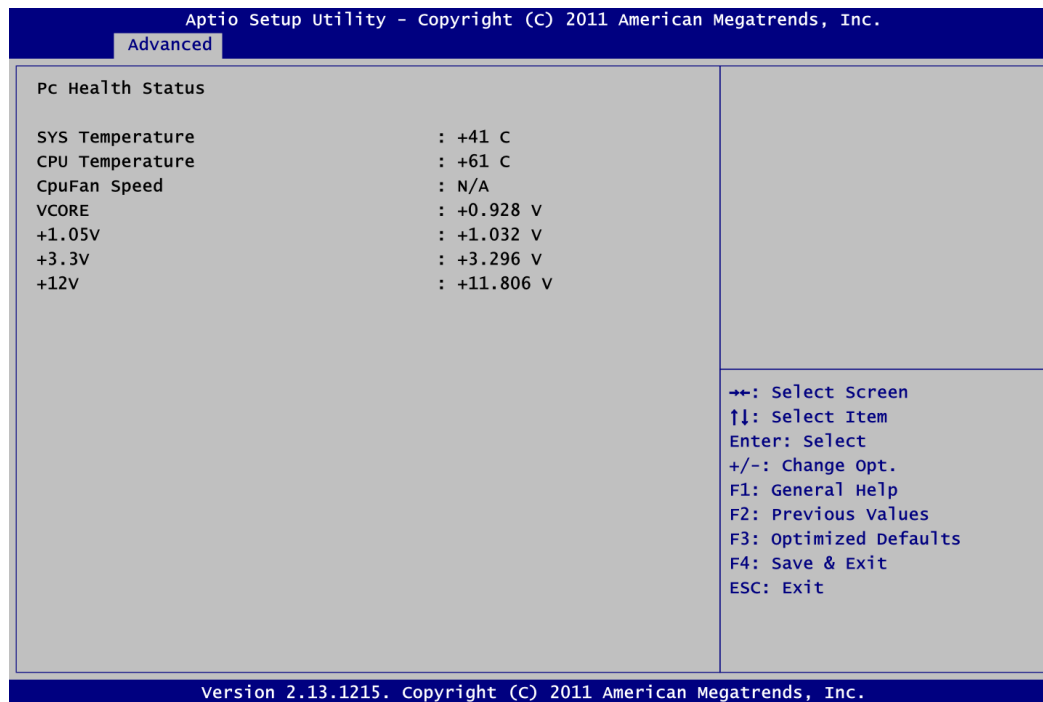 Aptio Setup Utility - Copyright (C) 2011 American Megatrends, Inc.
Advanced
Pc Health Status
SYS Temperature : +41 C
CPU Temperature : +61 C
CpuFan Speed : N/A
VCORE : +0.928 V
+1.05V : +1.032 V
+3.3V : +3.296 V
+12V : +11.806 V
→←: Select Screen
↑↓: Select Item
Enter: Select
+/-: Change Opt.
F1: General Help
F2: Previous Values
F3: Optimized Defaults
F4: Save & Exit
ESC: Exit
Version 2.13.1215. Copyright (C) 2011 American Megatrends, Inc.